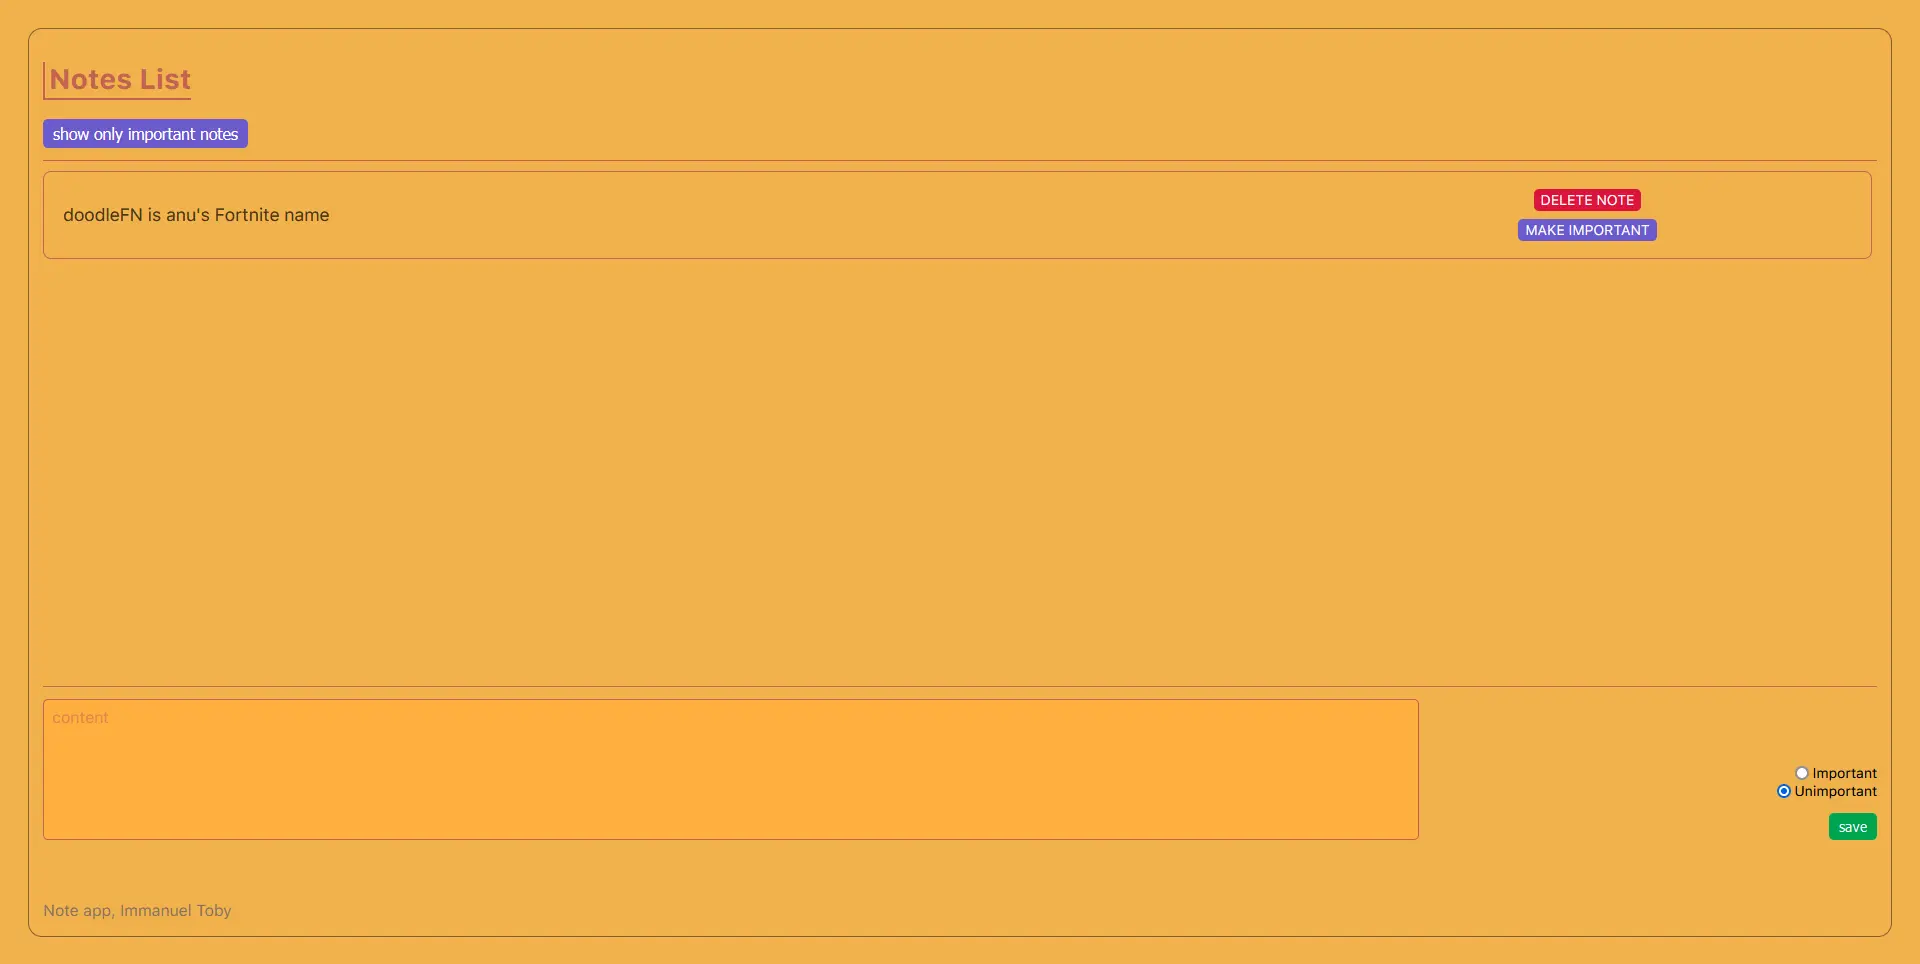 Notes List
show only important notes
doodleFN is anu's Fortnite name
DELETE NOTE
MAKE IMPORTANT
content
Important
Unimportant
save
Note app, Immanuel Toby